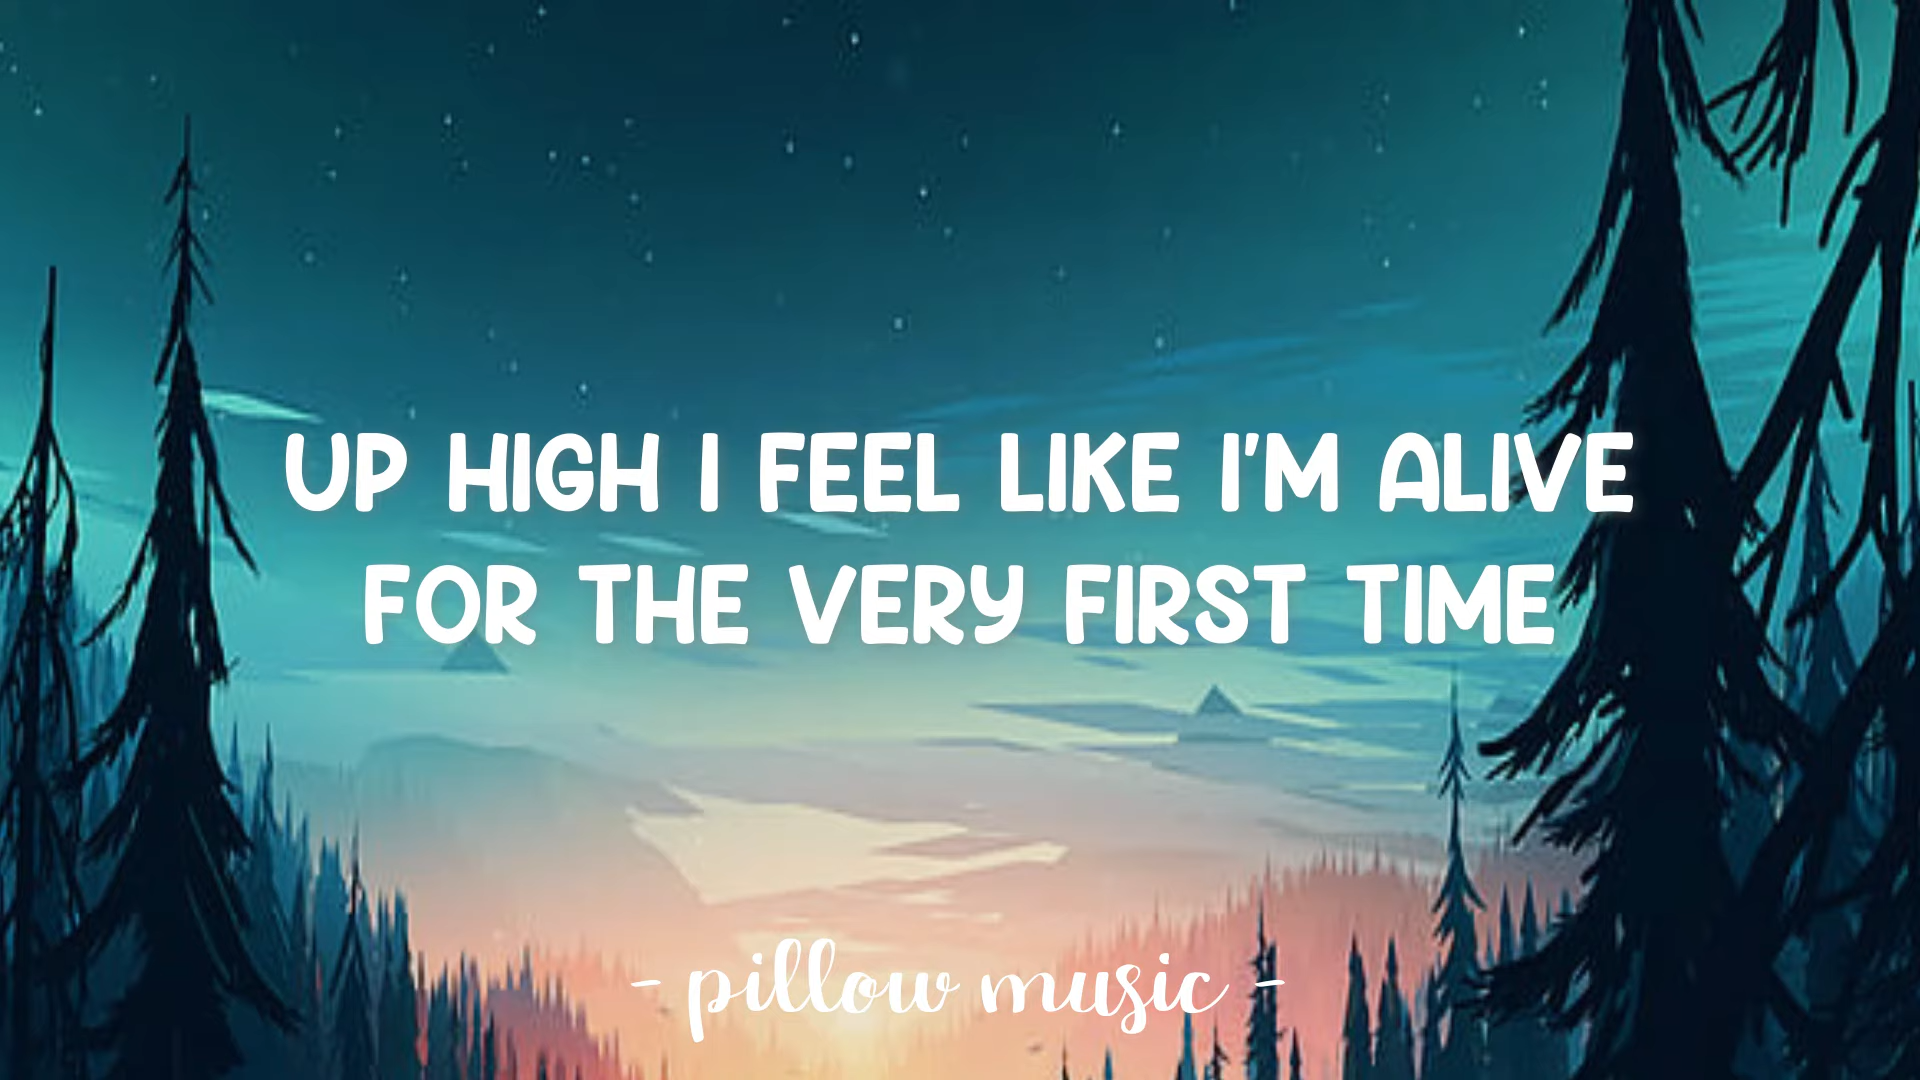 UP HIGH I FEEL LIKE I'M ALIVE
FOR THE VERY FIRST TIME
- pillow music -